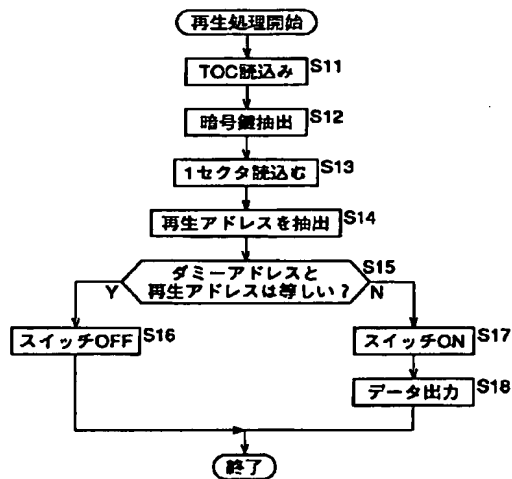 再生処理開始
TOC読込み S11
暗号鍵抽出 S12
1セクタ読込む S13
再生アドレスを抽出 S14
ダミーアドレスと
再生アドレスは等しい? S15
Y N
スイッチOFF S16
スイッチON S17
データ出力 S18
終了